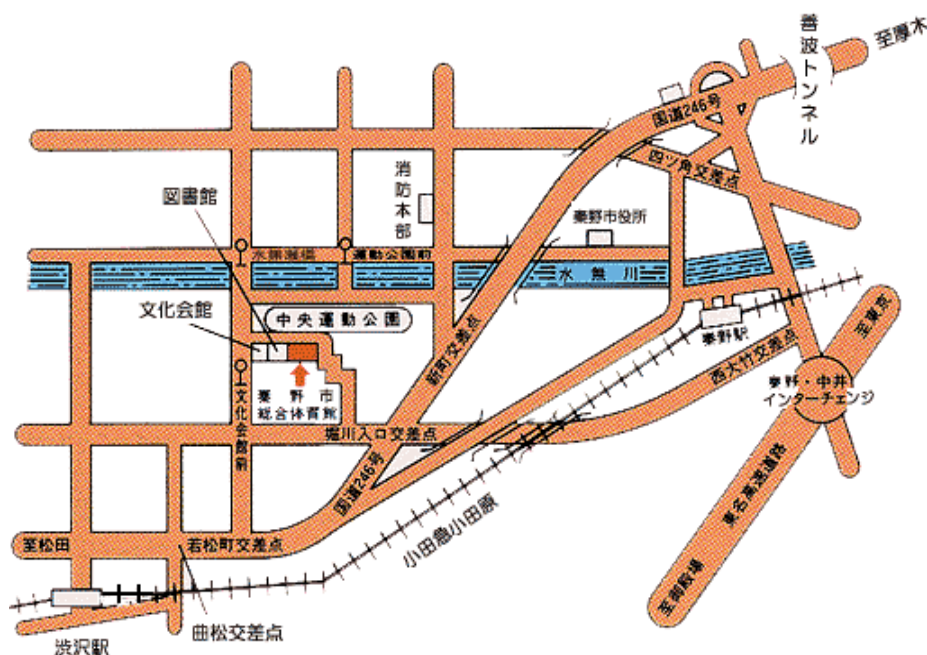 善波トンネル
至厚木
国道246号
四ツ角交差点
消防本部
図書館
秦野市役所
水無瀬橋
運動公園前
水無川
文化会館
中央運動公園
新町交差点
秦野駅
至東京
西大竹交差点
秦野・中井
インターチェンジ
秦野市
総合体育館
文化会館前
堀川入口交差点
国道246号
東名高速道路
小田急小田原
至松田
若松町交差点
至御殿場
曲松交差点
渋沢駅